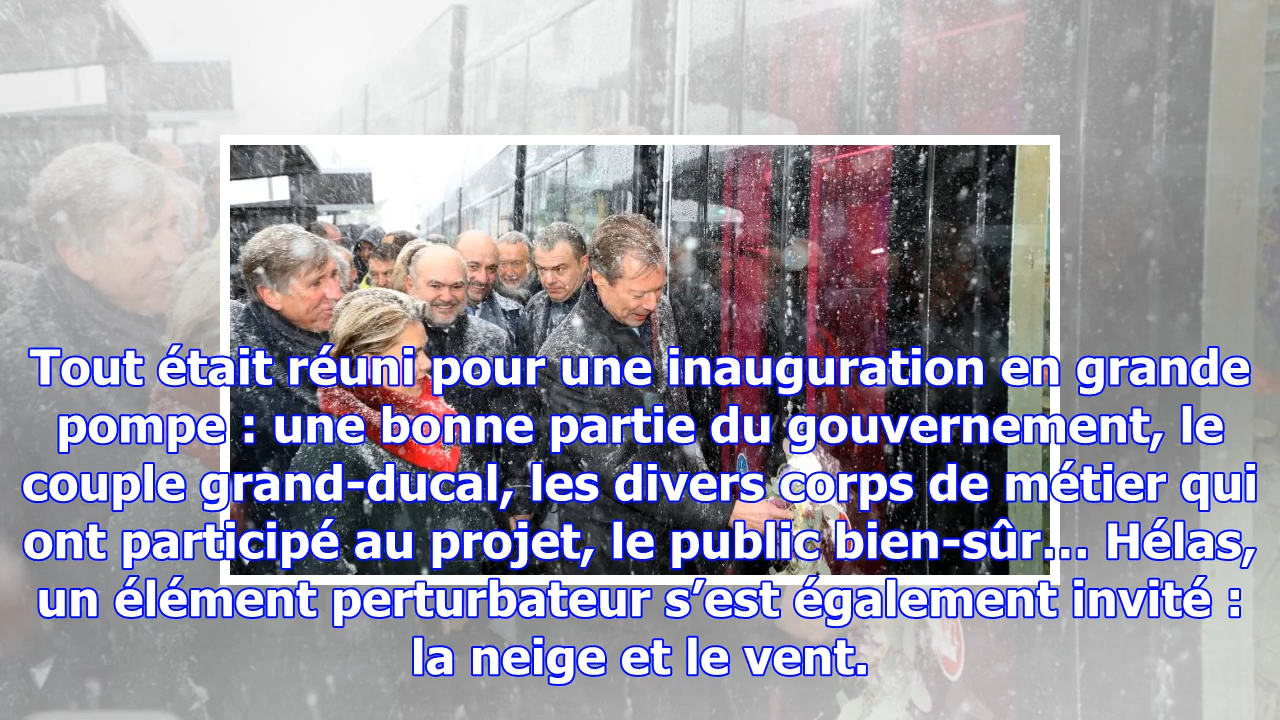 Tout était réuni pour une inauguration en grande
pompe : une bonne partie du gouvernement, le
couple grand-ducal, les divers corps de métier qui
ont participé au projet, le public bien-sûr... Hélas,
un élément perturbateur s’est également invité :
la neige et le vent.